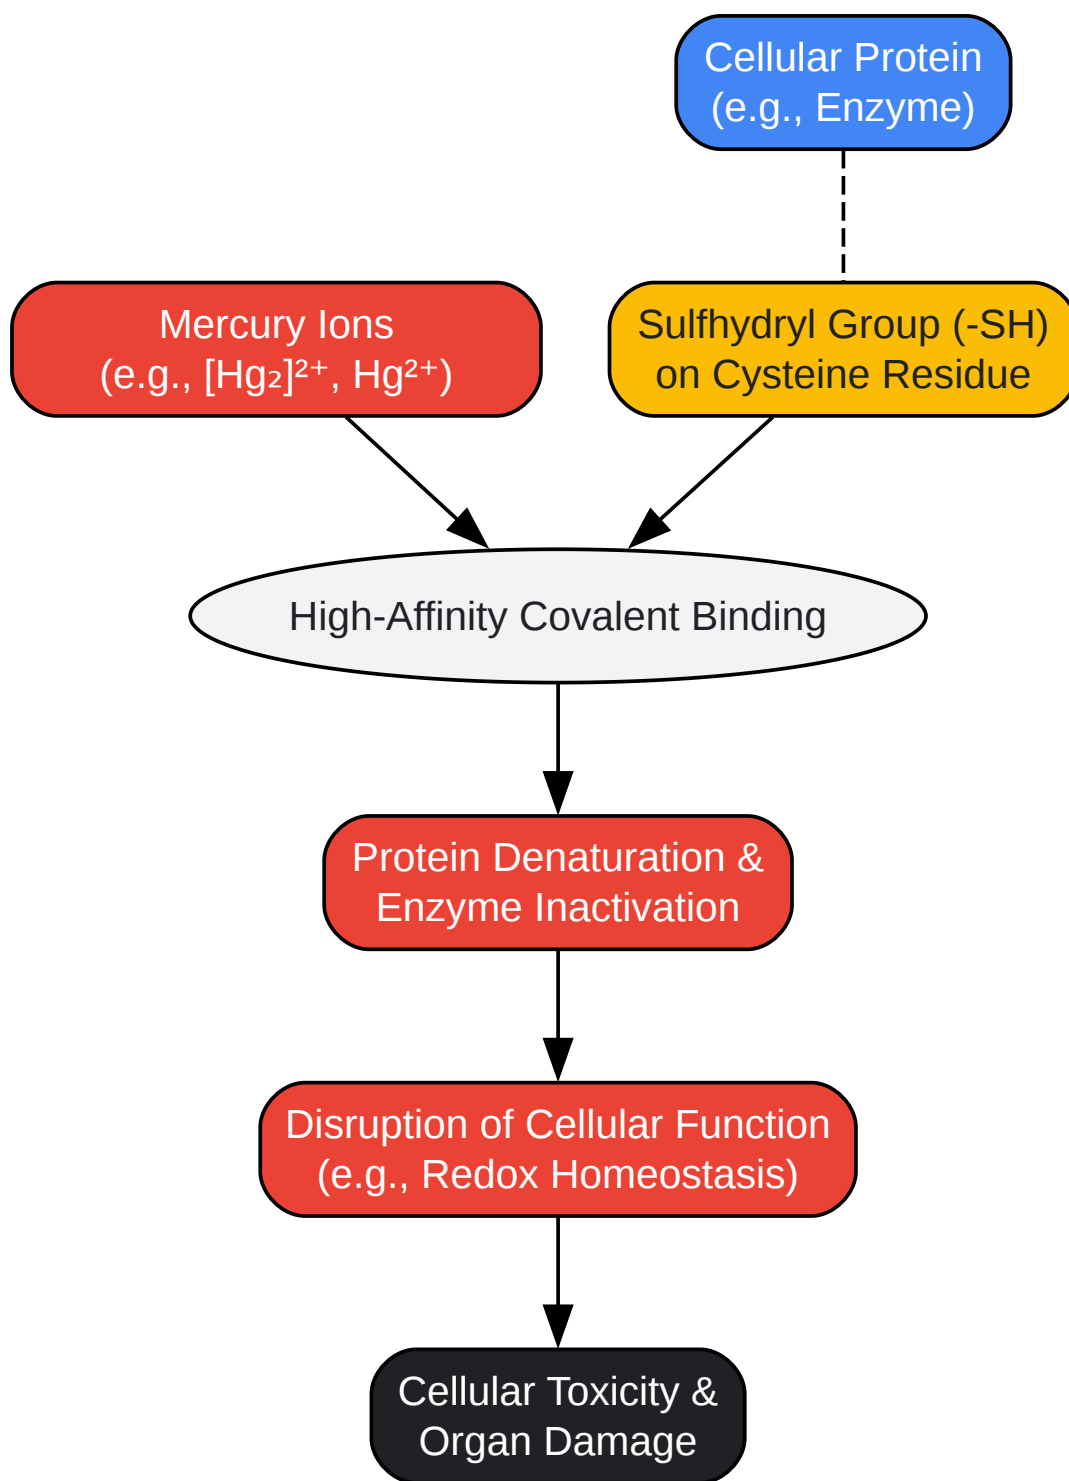 Cellular Protein
(e.g., Enzyme)
Mercury Ions
(e.g., [Hg₂]²⁺, Hg²⁺)
Sulfhydryl Group (-SH)
on Cysteine Residue
High-Affinity Covalent Binding
Protein Denaturation &
Enzyme Inactivation
Disruption of Cellular Function
(e.g., Redox Homeostasis)
Cellular Toxicity &
Organ Damage